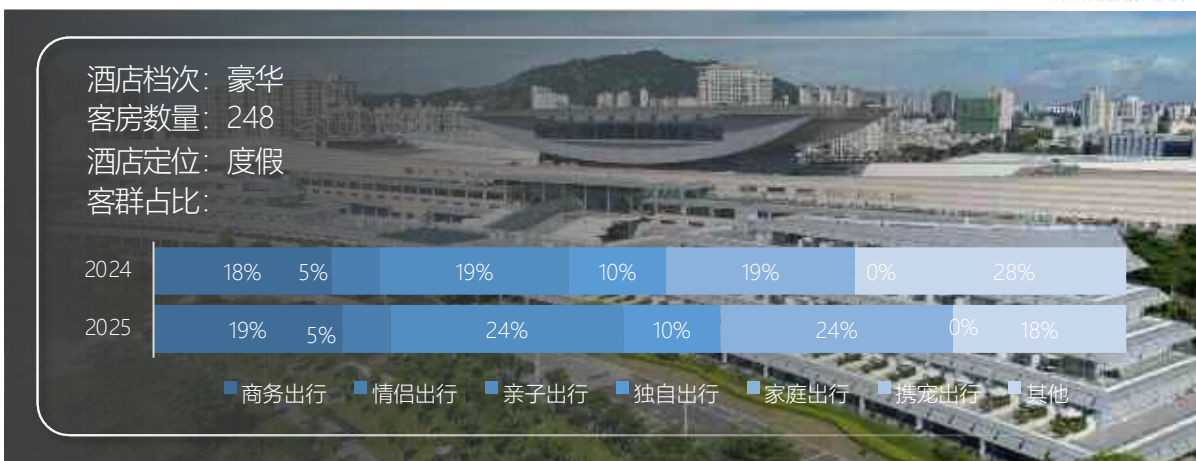 酒店档次：豪华
客房数量：248
酒店定位：度假
客群占比：
2024 18% 5% 19% 10% 19% 0% 28%
2025 19% 5% 24% 10% 24% 0% 18%
商务出行 情侣出行 亲子出行 独自出行 家庭出行 携宠出行 其他